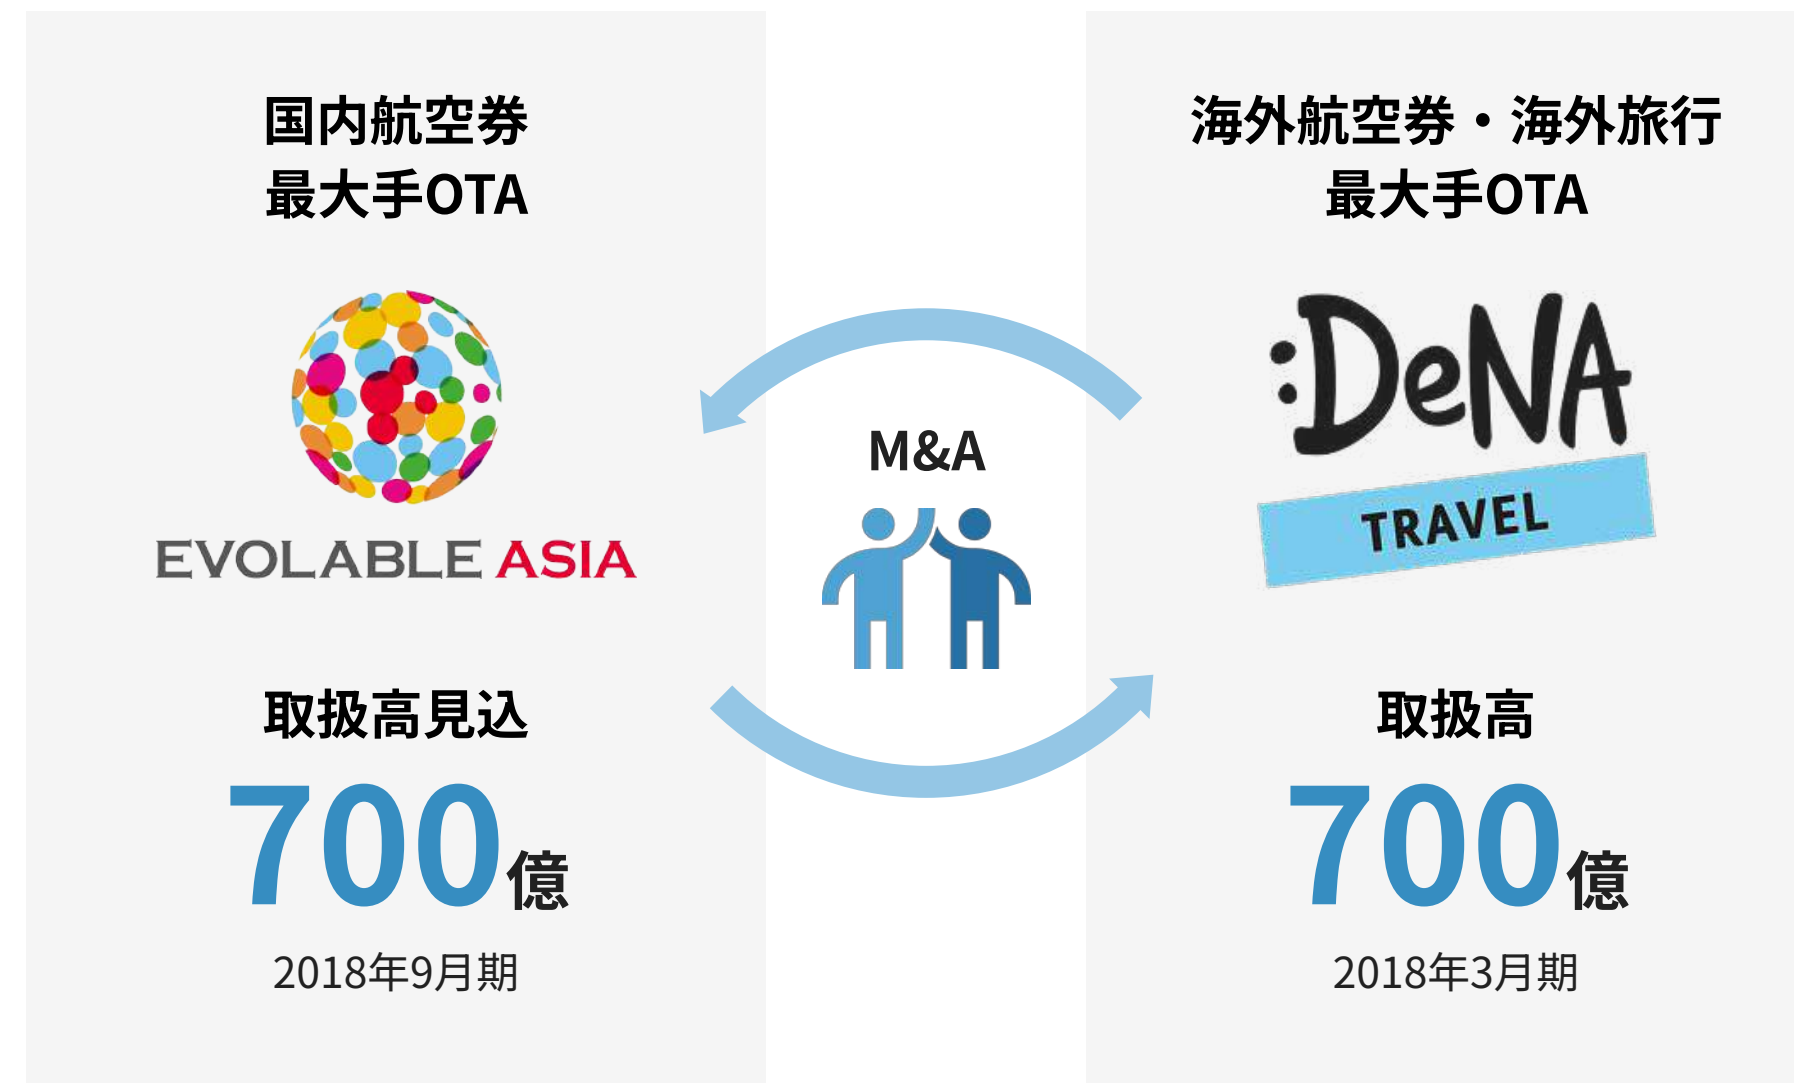 国内航空券
最大手OTA
EVOLABLE ASIA
取扱高見込
700億
2018年9月期
M&A
海外航空券・海外旅行
最大手OTA
:DeNA
TRAVEL
取扱高
700億
2018年3月期